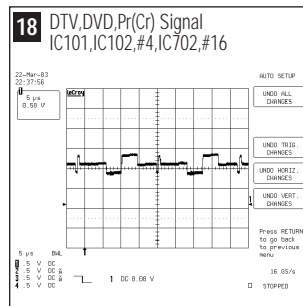 18 DTV,DVD,Pr(Cr) Signal
IC101,IC102,#4,IC702,#16
22-Mar-03
22:37:56
1
5 µs
0.50 V
LeCroy
AUTO SETUP
UNDO ALL
CHANGES
UNDO TRIG.
CHANGES
UNDO HORIZ.
CHANGES
UNDO VERT.
CHANGES
1
Press RETURN
to go back
to previous
menu
5 µs BWL
1 .5 V DC
2 .5 V DC
3 .5 V DC
4 .5 V DC
1 DC 0.00 V
16 GS/s
STOPPED